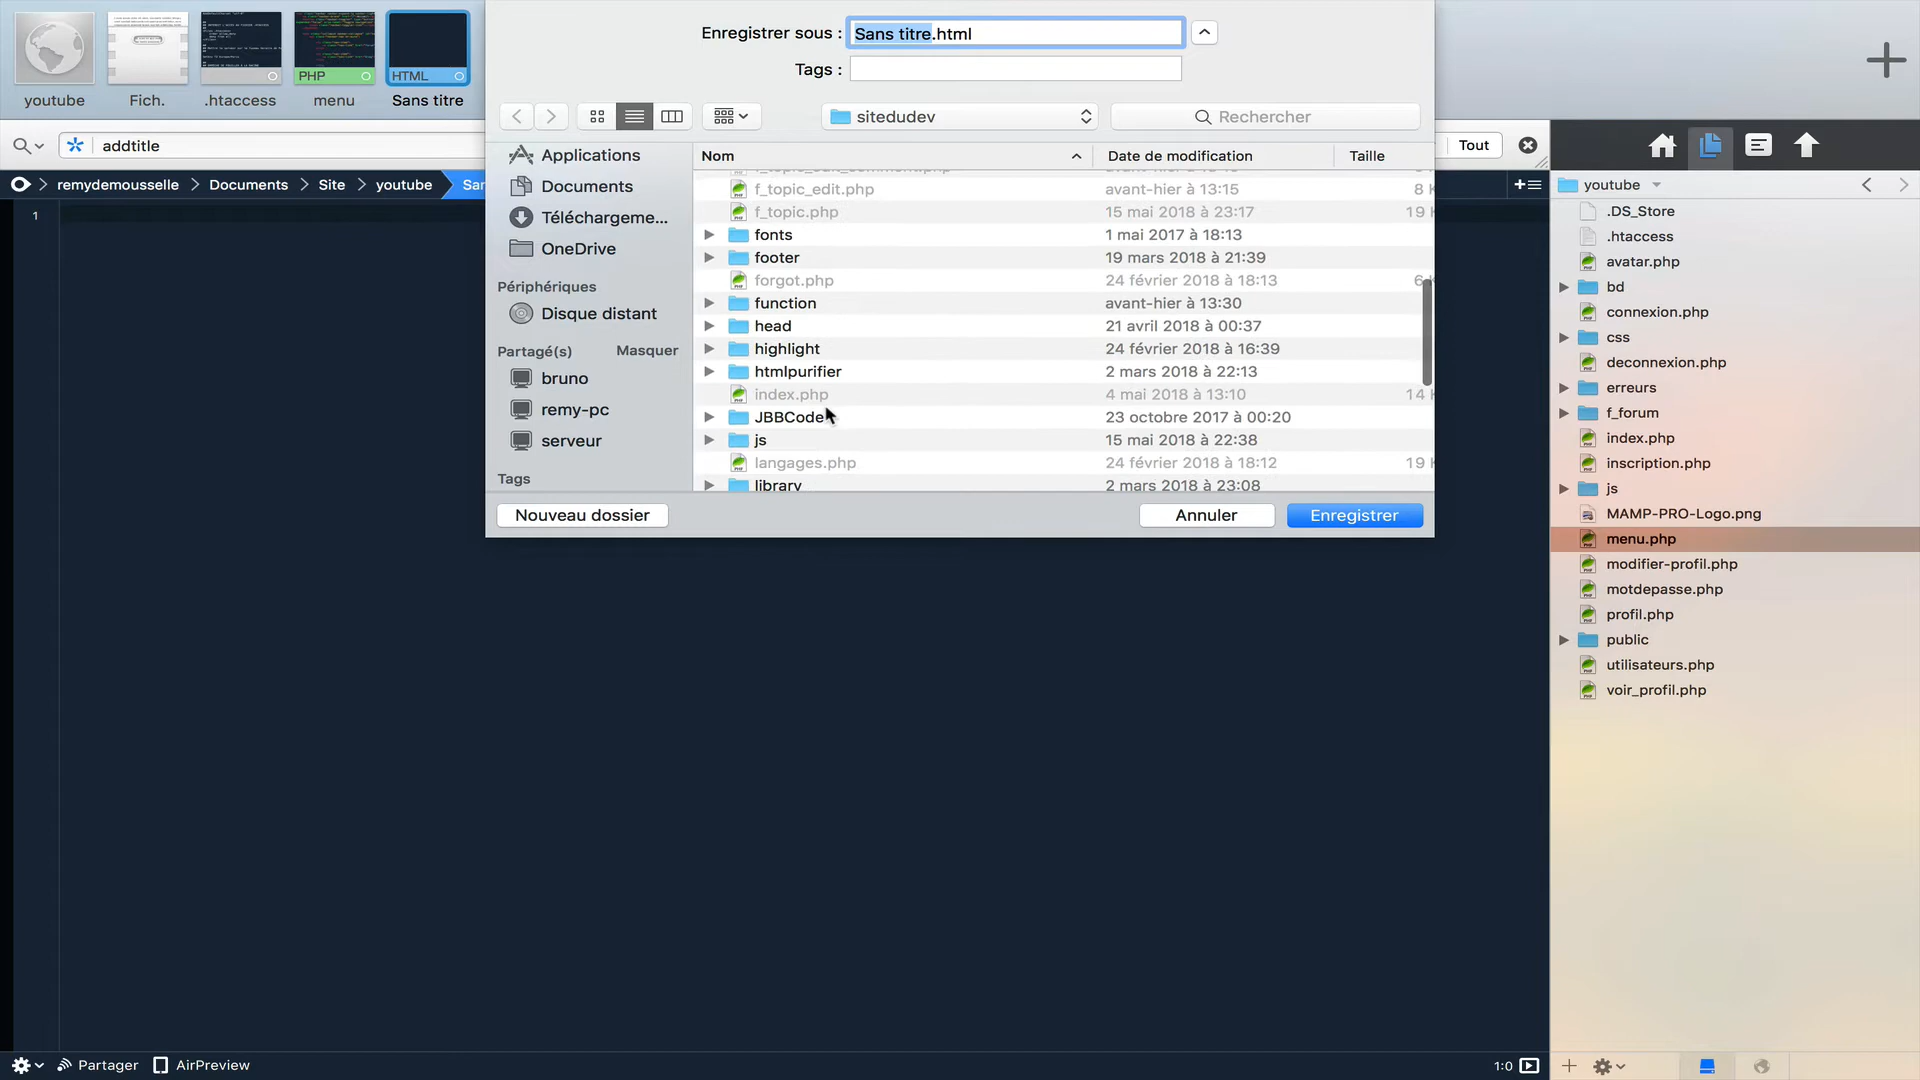 Enregistrer sous : Sans titre.html
Tags :
sitedudev
Rechercher
youtube
Fich.
.htaccess
PHP
menu
HTML
Sans titre
addtitle
Tout
remydemousselle
Documents
Site
youtube
1
Applications
Documents
Téléchargeme...
OneDrive
Périphériques
Disque distant
Partagé(s) Masquer
bruno
remy-pc
serveur
Tags
Nom Date de modification Taille
f_topic_edit.php avant-hier à 13:15 8
f_topic.php 15 mai 2018 à 23:17 19
fonts 1 mai 2017 à 18:13
footer 19 mars 2018 à 21:39
forgot.php 24 février 2018 à 18:13 6
function avant-hier à 13:30
head 21 avril 2018 à 00:37
highlight 24 février 2018 à 16:39
htmlpurifier 2 mars 2018 à 22:13
index.php 4 mai 2018 à 13:10 14
JBBCode 23 octobre 2017 à 00:20
js 15 mai 2018 à 22:38
langages.php 24 février 2018 à 18:12 19
library 2 mars 2018 à 23:08
Nouveau dossier Annuler Enregistrer
youtube
.DS_Store
.htaccess
avatar.php
bd
connexion.php
css
deconnexion.php
erreurs
f_forum
index.php
inscription.php
js
MAMP-PRO-Logo.png
menu.php
modifier-profil.php
motdepasse.php
profil.php
public
utilisateurs.php
voir_profil.php
Partager AirPreview 1:0